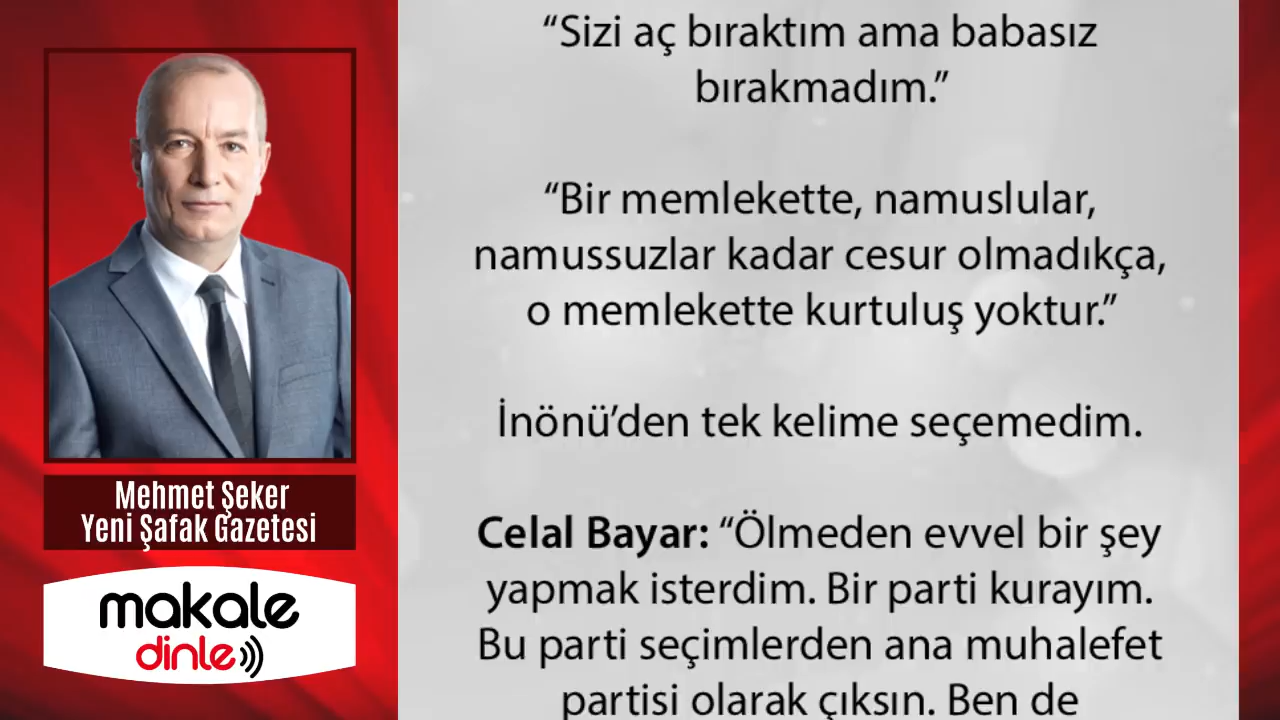 “Sizi aç bıraktım ama babasız
bırakmadım.”
“Bir memlekette, namuslular,
namussuzlar kadar cesur olmadıkça,
o memlekette kurtuluş yoktur.”
İnönü’den tek kelime seçemedim.
Celal Bayar: “Ölmeden evvel bir şey
yapmak isterdim. Bir parti kurayım.
Bu parti seçimlerden ana muhalefet
partisi olarak çıksın. Ben de
Mehmet Şeker
Yeni Şafak Gazetesi
makale
dinle